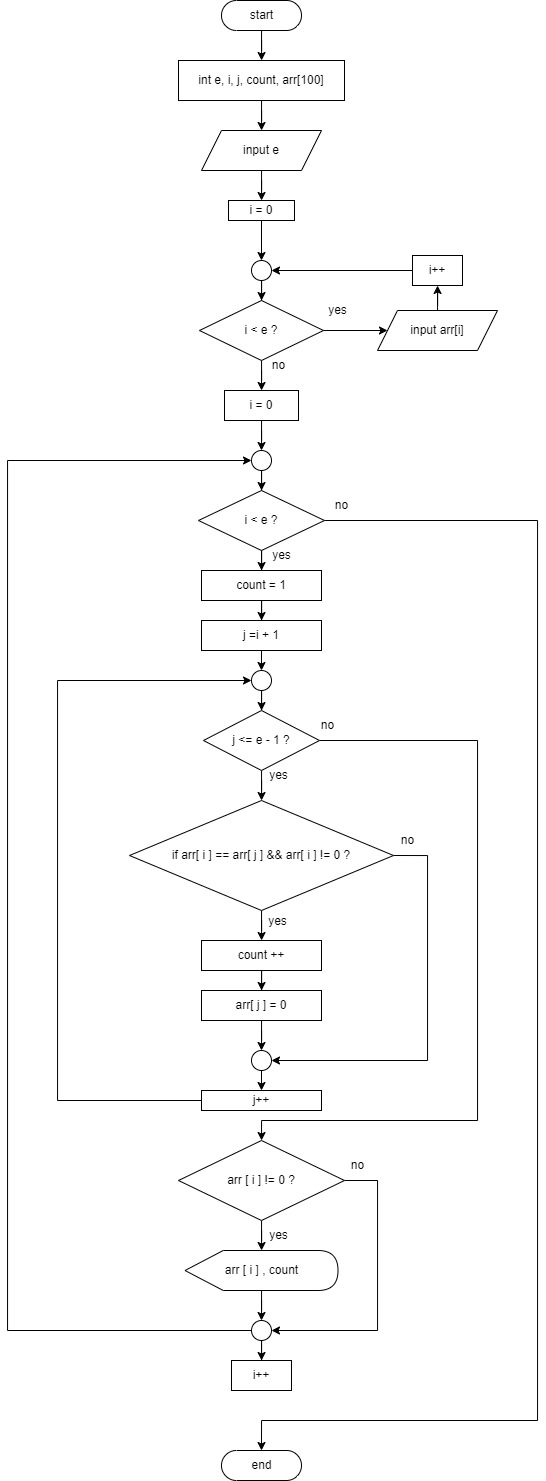 start
int e, i, j, count, arr[100]
input e
i = 0
i++
i < e ?
yes
input arr[i]
no
i = 0
i < e ?
no
yes
count = 1
j =i + 1
j <= e - 1 ?
no
yes
if arr[ i ] == arr[ j ] && arr[ i ] != 0 ?
no
yes
count ++
arr[ j ] = 0
j++
arr [ i ] != 0 ?
no
yes
arr [ i ] , count
i++
end